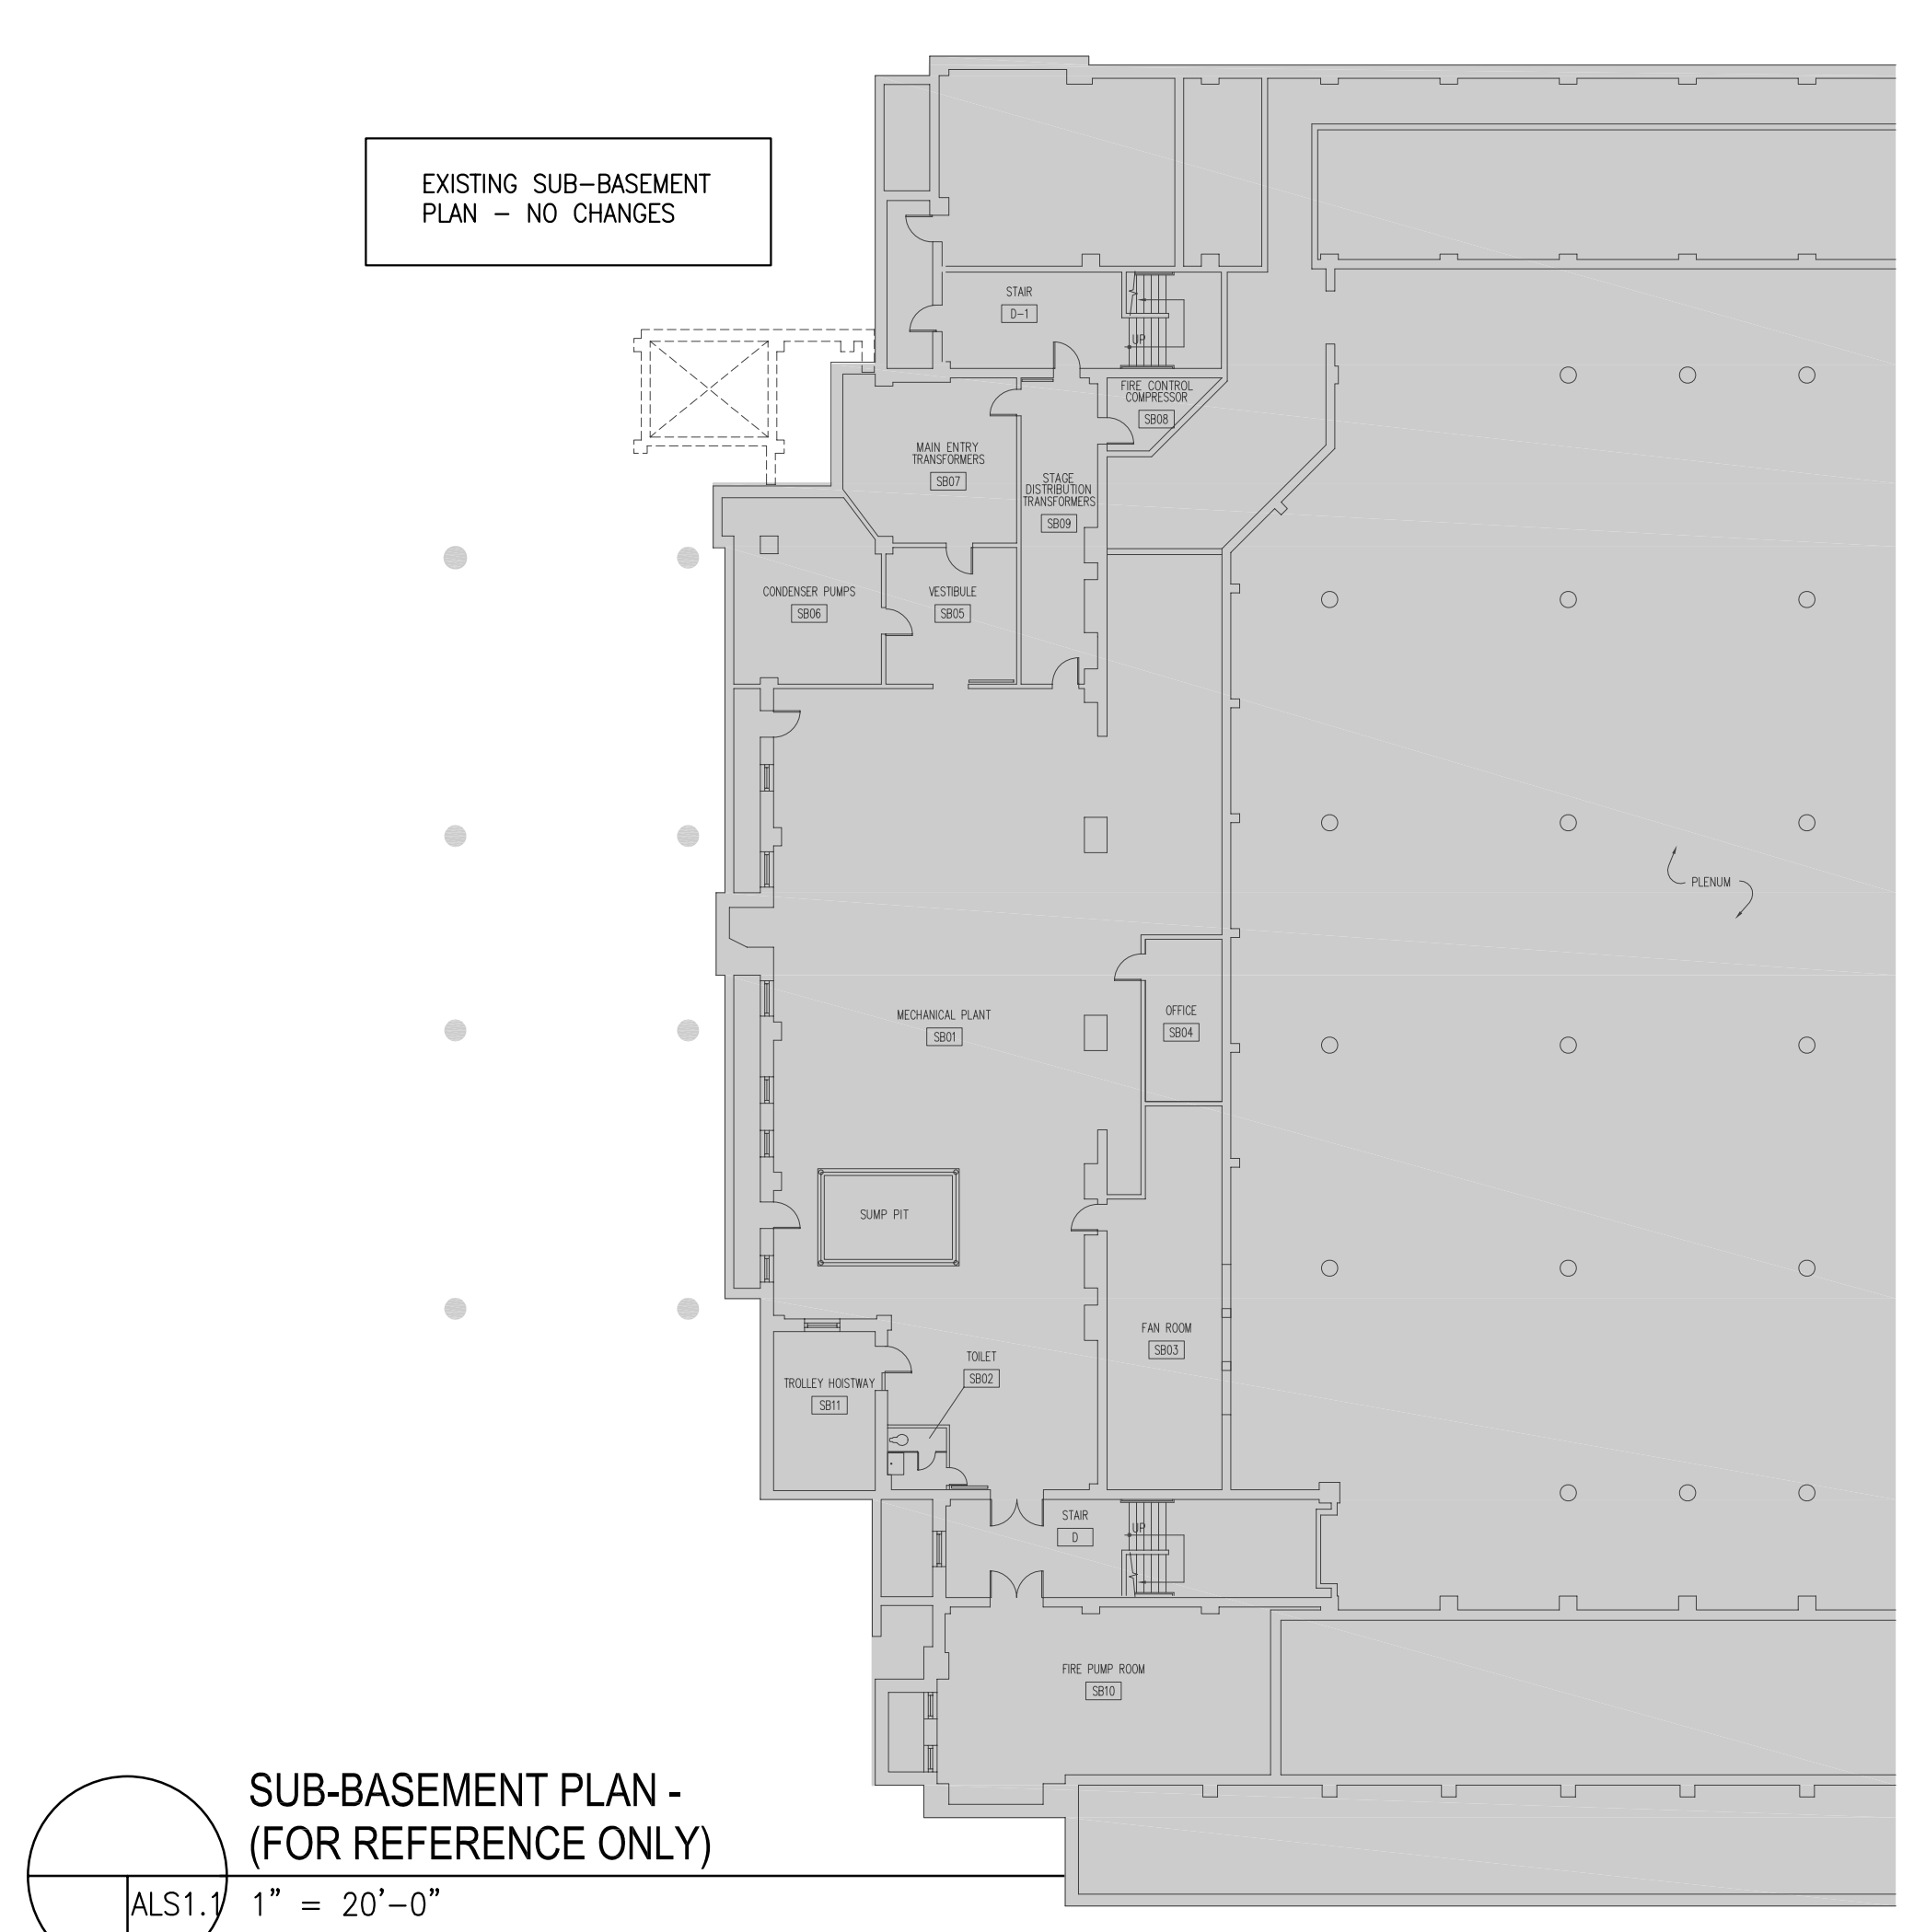 EXISTING SUB-BASEMENT
PLAN - NO CHANGES
STAIR
D-1
UP
FIRE CONTROL
COMPRESSOR
SB08
MAIN ENTRY
TRANSFORMERS
SB07
STAGE
DISTRIBUTION
TRANSFORMERS
SB09
CONDENSER PUMPS
SB06
VESTIBULE
SB05
PLENUM
MECHANICAL PLANT
SB01
OFFICE
SB04
SUMP PIT
FAN ROOM
SB03
TOILET
SB02
TROLLEY HOISTWAY
SB11
STAIR
D
UP
FIRE PUMP ROOM
SB10
SUB-BASEMENT PLAN -
(FOR REFERENCE ONLY)
ALS1.1
1" = 20'-0"